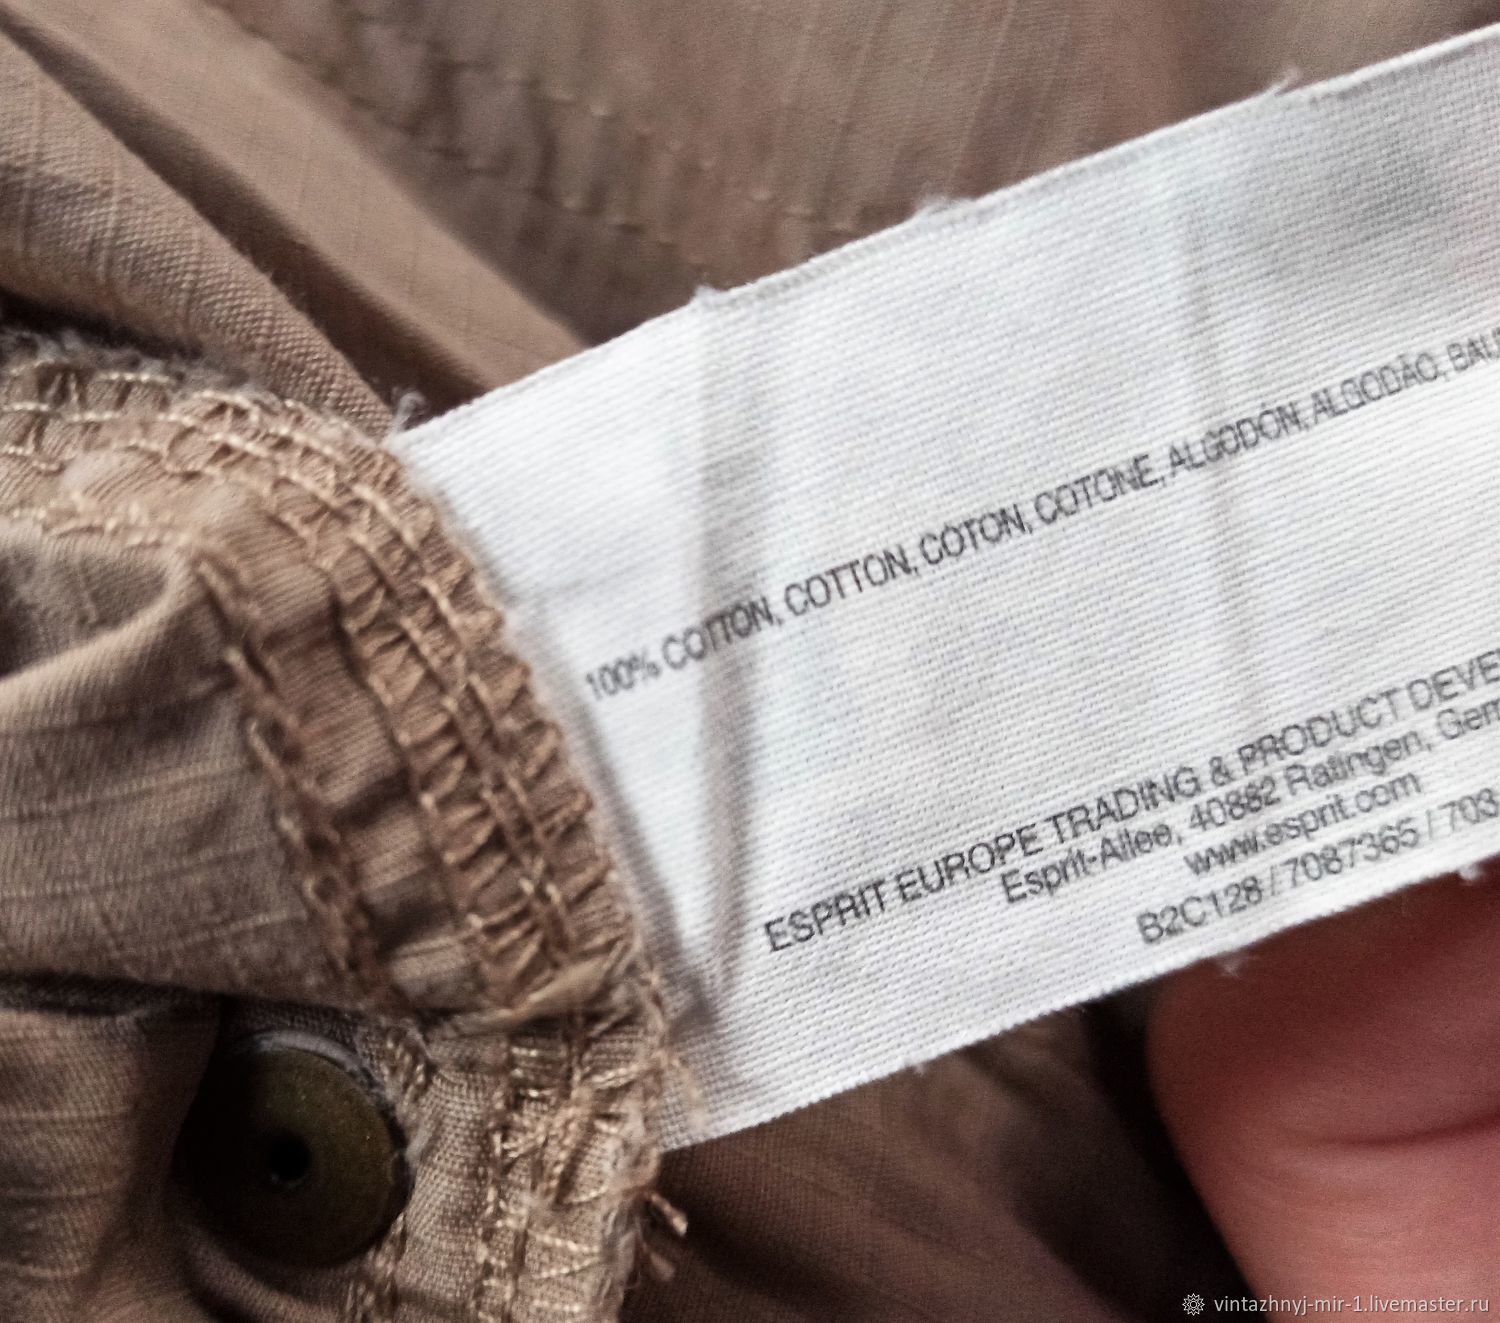 100% COTTON, COTTON, COTON, COTONE, ALGODÓN, ALGODÃO,
ESPRIT EUROPE TRADING & PRODUCT
Esprit-Allee, 40882 Ratingen,
www.esprit.com
B2C128 / 7087365 / 703
vintazhnyj-mir-1.livemaster.ru